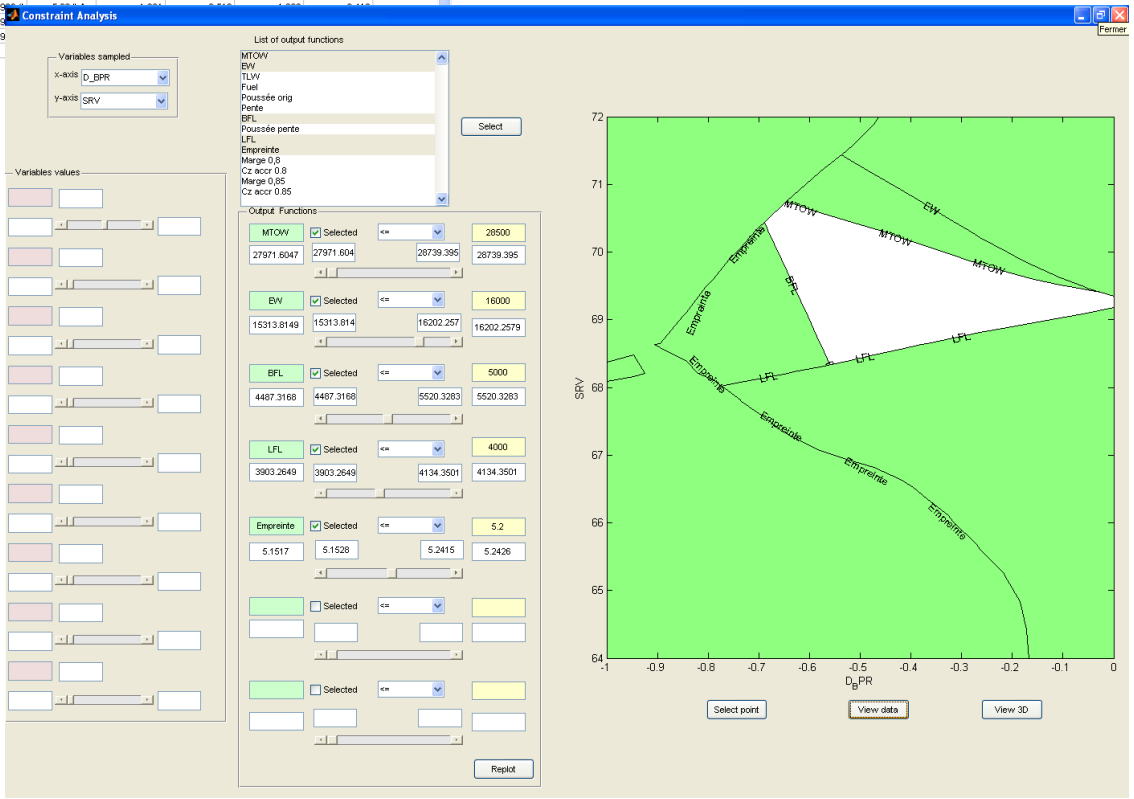 Constraint Analysis
Fermer
Variables sampled
x-axis D_BPR
y-axis SRV
List of output functions
MTOW
EW
TLW
Fuel
Poussée orig
Pente
BFL
Poussée pente
LFL
Empreinte
Marge 0,8
Cz accr 0.8
Marge 0,85
Cz accr 0.85
Select
Variables values
Output Functions
MTOW Selected <= 28500
27971.6047 27971.604 28739.395 28739.395
EW Selected <= 16000
15313.8149 15313.814 16202.257 16202.2579
BFL Selected <= 5000
4487.3168 4487.3168 5520.3283 5520.3283
LFL Selected <= 4000
3903.2649 3903.2649 4134.3501 4134.3501
Empreinte Selected <= 5.2
5.1517 5.1528 5.2415 5.2426
Selected <=
Selected <=
Replot
72
71
70
69
68
67
66
65
64
SRV
-1 -0.9 -0.8 -0.7 -0.6 -0.5 -0.4 -0.3 -0.2 -0.1 0
D_BPR
EW
MTOW
MTOW
MTOW
Empreinte
BFL
Empreinte
LFL
LFL
LFL
Empreinte
Empreinte
Empreinte
Empreinte
Select point
View data
View 3D